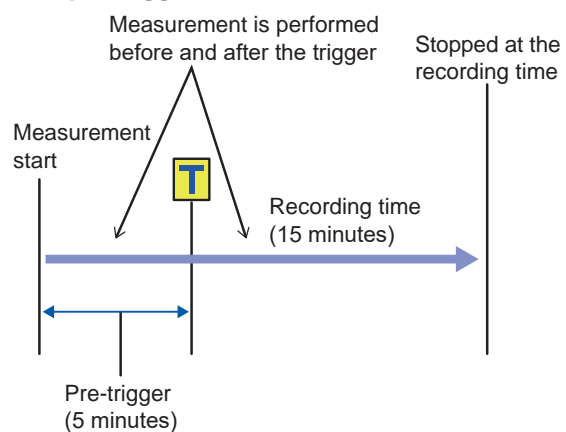 Measurement is performed
before and after the trigger
Stopped at the
recording time
Measurement
start
T
Recording time
(15 minutes)
Pre-trigger
(5 minutes)